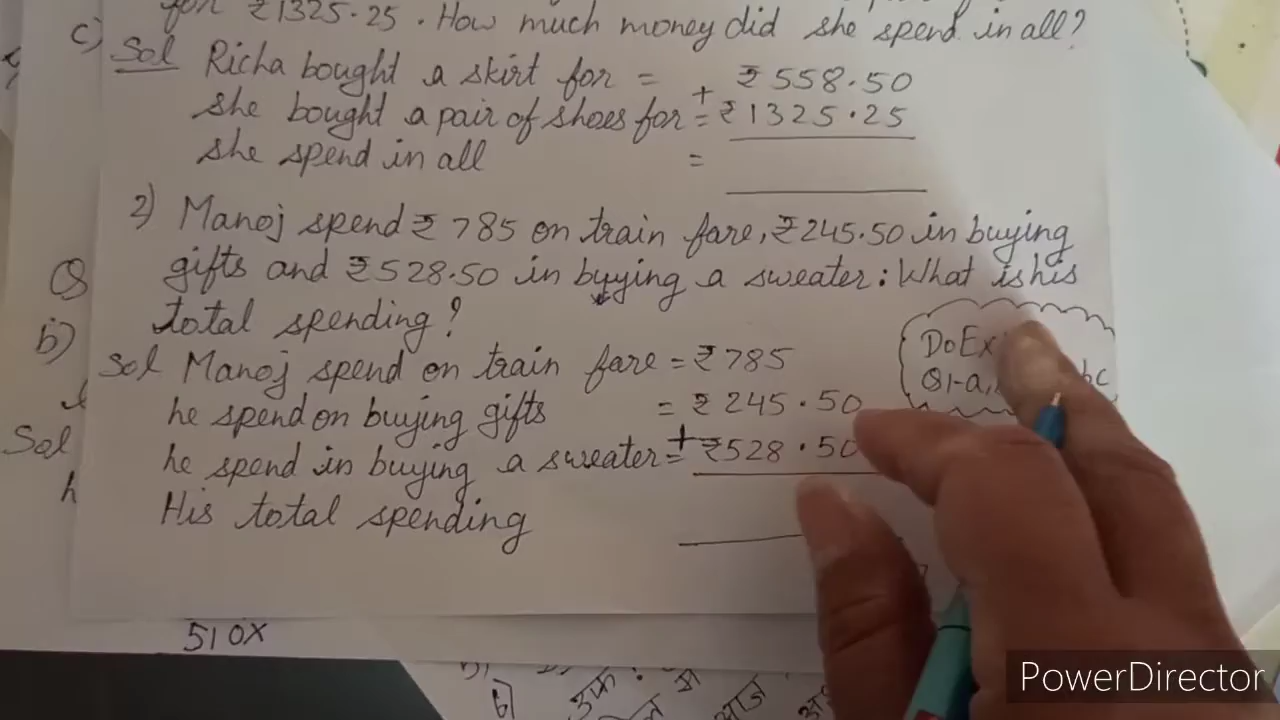 for ₹1325.25. How much money did she spend in all?
c)
Sol Richa bought a skirt for = ₹558.50
she bought a pair of shoes for = + ₹1325.25
she spend in all =
2) Manoj spend ₹785 on train fare, ₹245.50 in buying
gifts and ₹528.50 in buying a sweater: What is his
total spending?
Sol Manoj spend on train fare = ₹785
he spend on buying gifts = ₹245.50
he spend in buying a sweater = + ₹528.50
His total spending
Do Ex
Q1-a, bc
Q
b)
Sol
h
510x
6)
PowerDirector